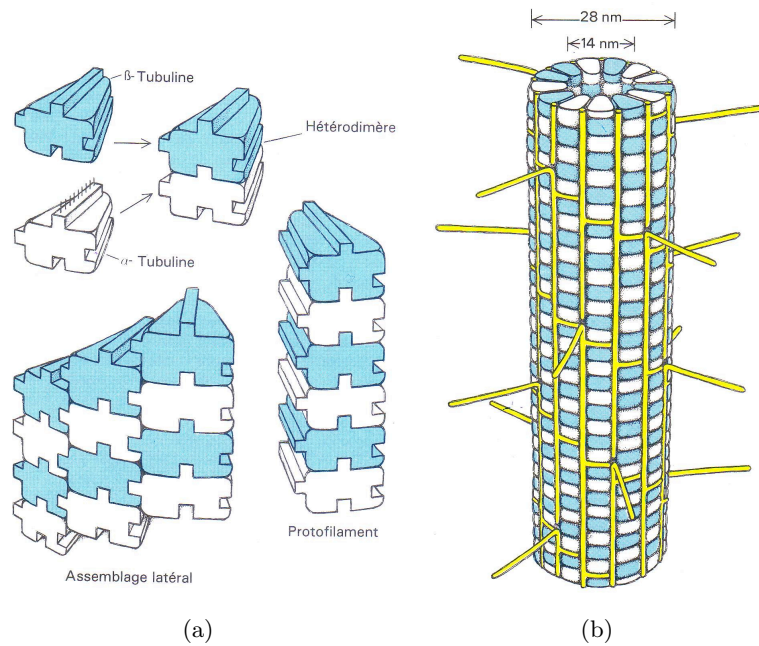 ß- Tubuline
Hétérodimère
α- Tubuline
Protofilament
Assemblage latéral
(a)
28 nm
14 nm
(b)